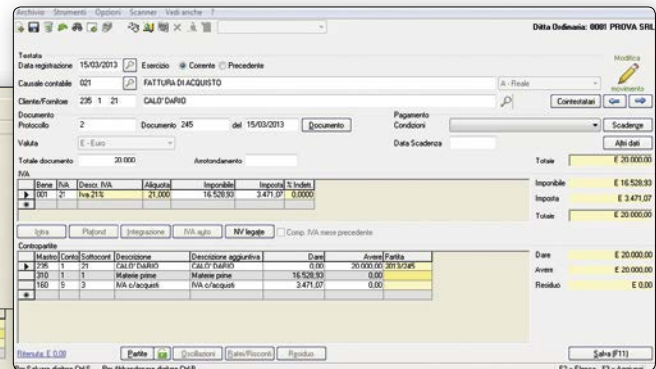 Archivio Strumenti Opzioni Scanner Vedi anche ?
Ditta Ordinaria: 0001 PROVA SRL
Testata
Data registrazione 15/03/2013 Esercizio Corrente Precedente
Modifica movimento
Causale contabile 021 FATTURA DI ACQUISTO A - Reale
Cliente/Fornitore 235 1 21 CALO' DARIO Contestatari
Documento Pagamento
Protocollo 2 Documento 245 del 15/03/2013 Documento Condizioni Scadenze
Valuta E - Euro Data Scadenza Altri dati
Totale documento 20.000 Arrotondamento Totale E 20.000,00
IVA
Bene IVA Descr. IVA Aliquota Imponibile Imposta % Indetr. Imponibile E 16.528,93
001 21 Iva 21% 21,000 16.528,93 3.471,07 0,0000
Imposta E 3.471,07
Totale E 20.000,00
Intra Plafond Integrazione IVA auto NV legate Comp. IVA mese precedente
Contropartite
Mastro Conto Sottocont Descrizione Descrizione aggiuntiva Dare Avere Partita Dare E 20.000,00
235 1 21 CALO' DARIO CALO' DARIO 0,00 20.000,00 2013/245
310 1 1 Materie prime Materie prime 16.528,93 0,00 Avere E 20.000,00
160 9 3 IVA c/acquisti IVA c/acquisti 3.471,07 0,00 Residuo E 0,00
Ritenuta: E 0,00 Partite Oscillazioni Ratei/Risconti Residuo Salva (F11)